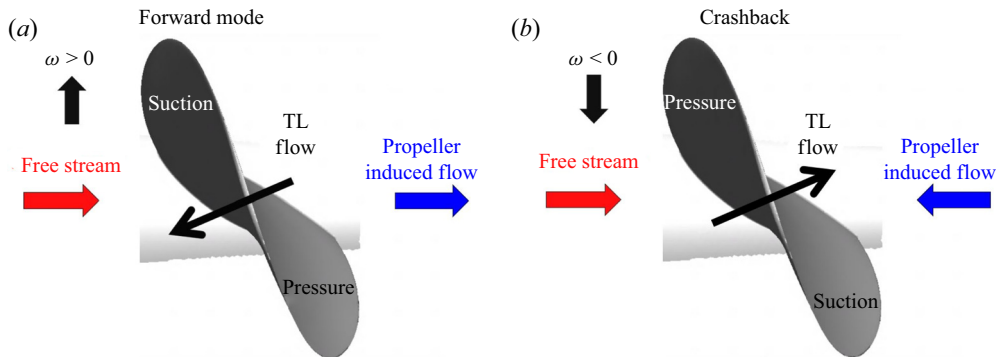 (a)
Forward mode
ω > 0
Suction
TL
flow
Free stream
Propeller
induced flow
Pressure
(b)
Crashback
ω < 0
Pressure
TL
flow
Free stream
Propeller
induced flow
Suction